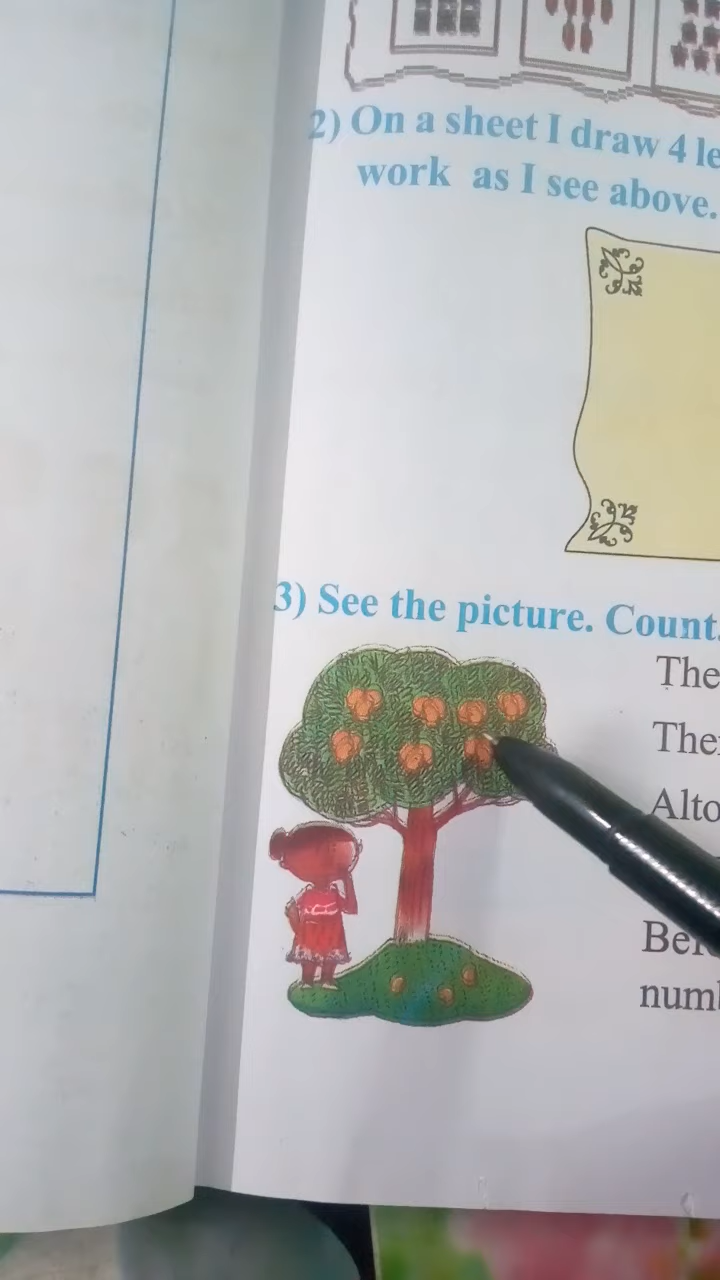 2) On a sheet I draw 4 le
work as I see above.
3) See the picture. Count
The
The
Alto
num